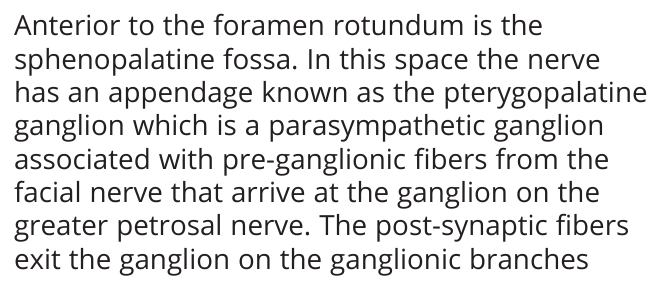 Anterior to the foramen rotundum is the
sphenopalatine fossa. In this space the nerve
has an appendage known as the pterygopalatine
ganglion which is a parasympathetic ganglion
associated with pre-ganglionic fibers from the
facial nerve that arrive at the ganglion on the
greater petrosal nerve. The post-synaptic fibers
exit the ganglion on the ganglionic branches